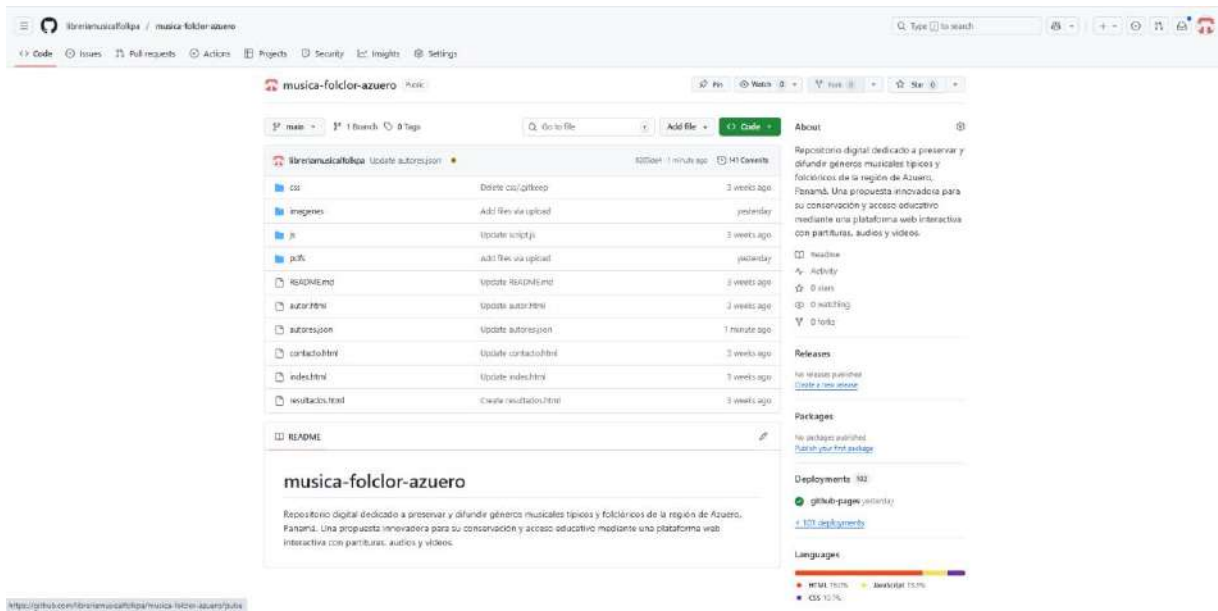 libreriamusicalfolkpa / musica-folclor-azuero
Type / to search
Code Issues Pull requests Actions Projects Security Insights Settings
musica-folclor-azuero Public
Pin Watch 0 Fork 0 Star 0
main 1 Branch 0 Tags Go to file t Add file Code
libreriamusicalfolkpa Update autores.json 1 minute ago 141 Commits
css Delete css/.gitkeep 3 weeks ago
imagenes Add files via upload yesterday
js Update script.js 3 weeks ago
pdfs Add files via upload yesterday
README.md Update README.md 3 weeks ago
autor.html Update autor.html 3 weeks ago
autores.json Update autores.json 1 minute ago
contacto.html Update contacto.html 3 weeks ago
index.html Update index.html 3 weeks ago
resultados.html Create resultados.html 3 weeks ago
README
musica-folclor-azuero
Repositorio digital dedicado a preservar y difundir géneros musicales típicos y folclóricos de la región de Azuero,
Panamá. Una propuesta innovadora para su conservación y acceso educativo mediante una plataforma web
interactiva con partituras, audios y videos.
About
Repositorio digital dedicado a preservar y
difundir géneros musicales típicos y
folclóricos de la región de Azuero,
Panamá. Una propuesta innovadora para
su conservación y acceso educativo
mediante una plataforma web interactiva
con partituras, audios y videos.
Readme
Activity
0 stars
0 watching
0 forks
Releases
No releases published
Create a new release
Packages
No packages published
Publish your first package
Deployments 102
github-pages yesterday
+ 101 deployments
Languages
HTML JavaScript
CSS